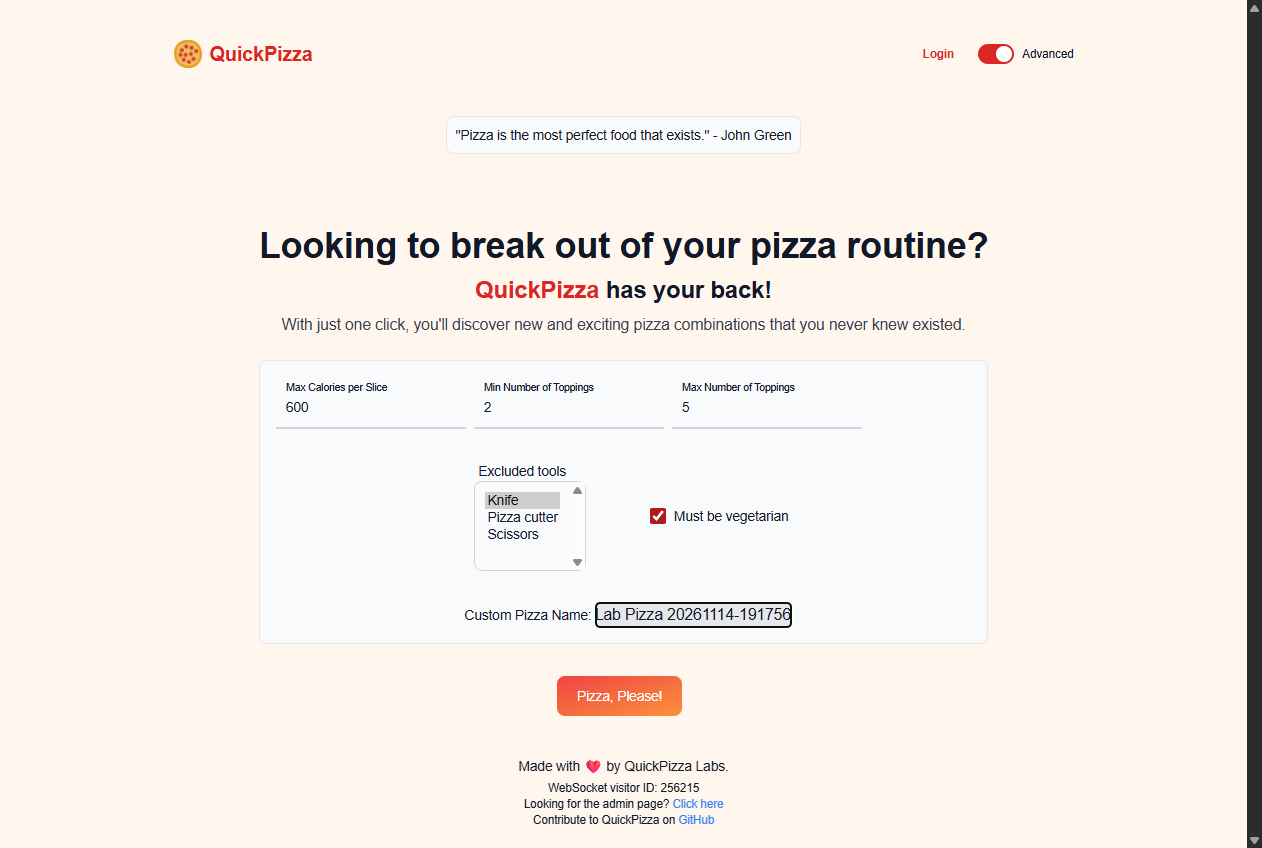 QuickPizza
Login
Advanced
"Pizza is the most perfect food that exists." - John Green
Looking to break out of your pizza routine?
QuickPizza has your back!
With just one click, you'll discover new and exciting pizza combinations that you never knew existed.
Max Calories per Slice
600
Min Number of Toppings
2
Max Number of Toppings
5
Excluded tools
Knife
Pizza cutter
Scissors
Must be vegetarian
Custom Pizza Name: Lab Pizza 20261114-191756
Pizza, Please!
Made with ❤️ by QuickPizza Labs.
WebSocket visitor ID: 256215
Looking for the admin page? Click here
Contribute to QuickPizza on GitHub